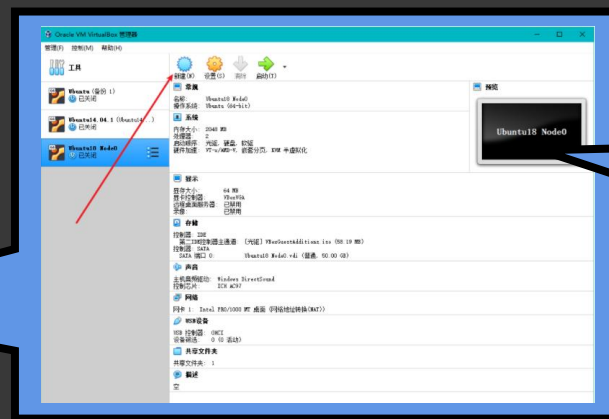 Oracle VM VirtualBox 管理器
管理(F) 控制(M) 帮助(H)
工具
新建(N) 设置(S) 清除 启动(T)
Ubuntu (备份 1)
已关闭
已关闭
Ubuntu18 Node0
已关闭
常规
名称: Ubuntu18 Node0
操作系统: Ubuntu (64-bit)
系统
内存大小: 2048 MB
处理器: 2
启动顺序: 光驱, 硬盘, 软驱
硬件加速: VT-x/AMD-V, 嵌套分页, KVM 半虚拟化
预览
Ubuntu18 Node0
显示
显存大小: 64 MB
显卡控制器: VBoxVGA
远程桌面服务器: 已禁用
录像: 已禁用
存储
控制器: IDE
第二IDE控制器主通道: [光驱] VBoxGuestAdditions.iso (58.19 MB)
控制器: SATA
SATA 端口 0: Ubuntu18 Node0.vdi (普通, 50.00 GB)
声音
主机音频驱动: Windows DirectSound
控制芯片: ICH AC97
网络
网卡 1: Intel PRO/1000 MT 桌面 (网络地址转换(NAT))
USB设备
USB 控制器: OHCI
设备筛选: 0 (0 活动)
共享文件夹
共享文件夹: 1
描述
空